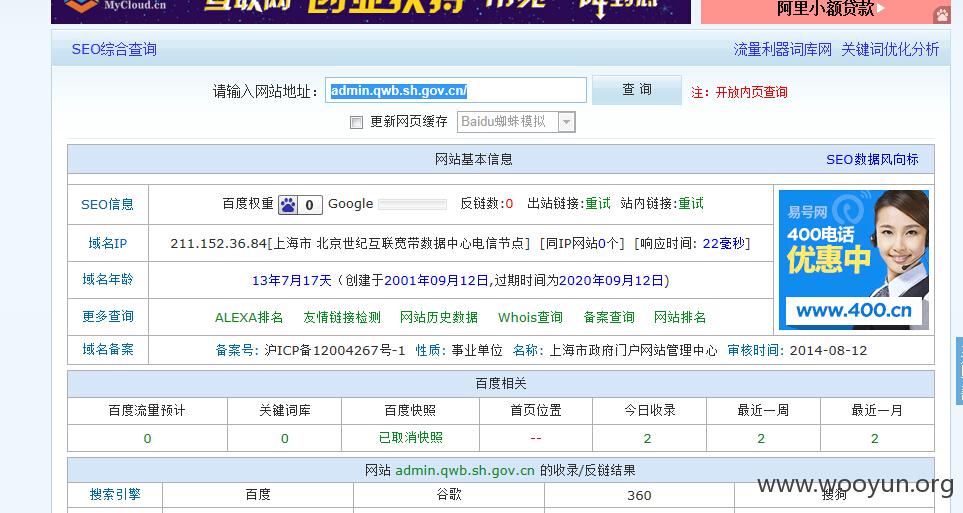 MyCloud.cn
互联网 创业获得
阿里小额贷款
SEO综合查询 流量利器词库网 关键词优化分析
请输入网站地址： admin.qwb.sh.gov.cn/ 查 询 注：开放内页查询
更新网页缓存 Baidu蜘蛛模拟
网站基本信息 SEO数据风向标
SEO信息 百度权重 0 Google 反链数:0 出站链接:重试 站内链接:重试
域名IP 211.152.36.84[上海市 北京世纪互联宽带数据中心电信节点] [同IP网站0个] [响应时间: 22毫秒]
域名年龄 13年7月17天（创建于2001年09月12日,过期时间为2020年09月12日)
更多查询 ALEXA排名 友情链接检测 网站历史数据 Whois查询 备案查询 网站排名
域名备案 备案号: 沪ICP备12004267号-1 性质: 事业单位 名称: 上海市政府门户网站管理中心 审核时间: 2014-08-12
易号网
400电话
优惠中
www.400.cn
百度相关
百度流量预计 关键词库 百度快照 首页位置 今日收录 最近一周 最近一月
0 0 已取消快照 -- 2 2 2
网站 admin.qwb.sh.gov.cn 的收录/反链结果
搜索引擎 百度 谷歌 360 搜狗
www.wooyun.org